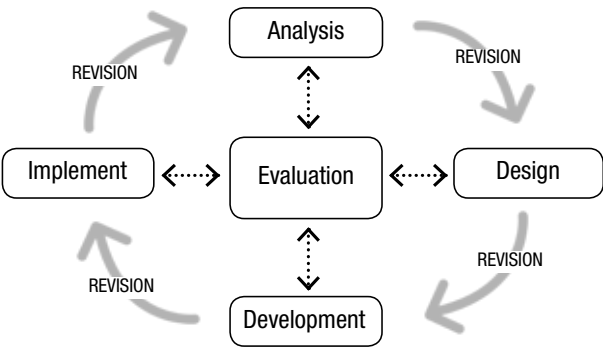 Analysis
REVISION
REVISION
Implement
Evaluation
Design
REVISION
REVISION
Development